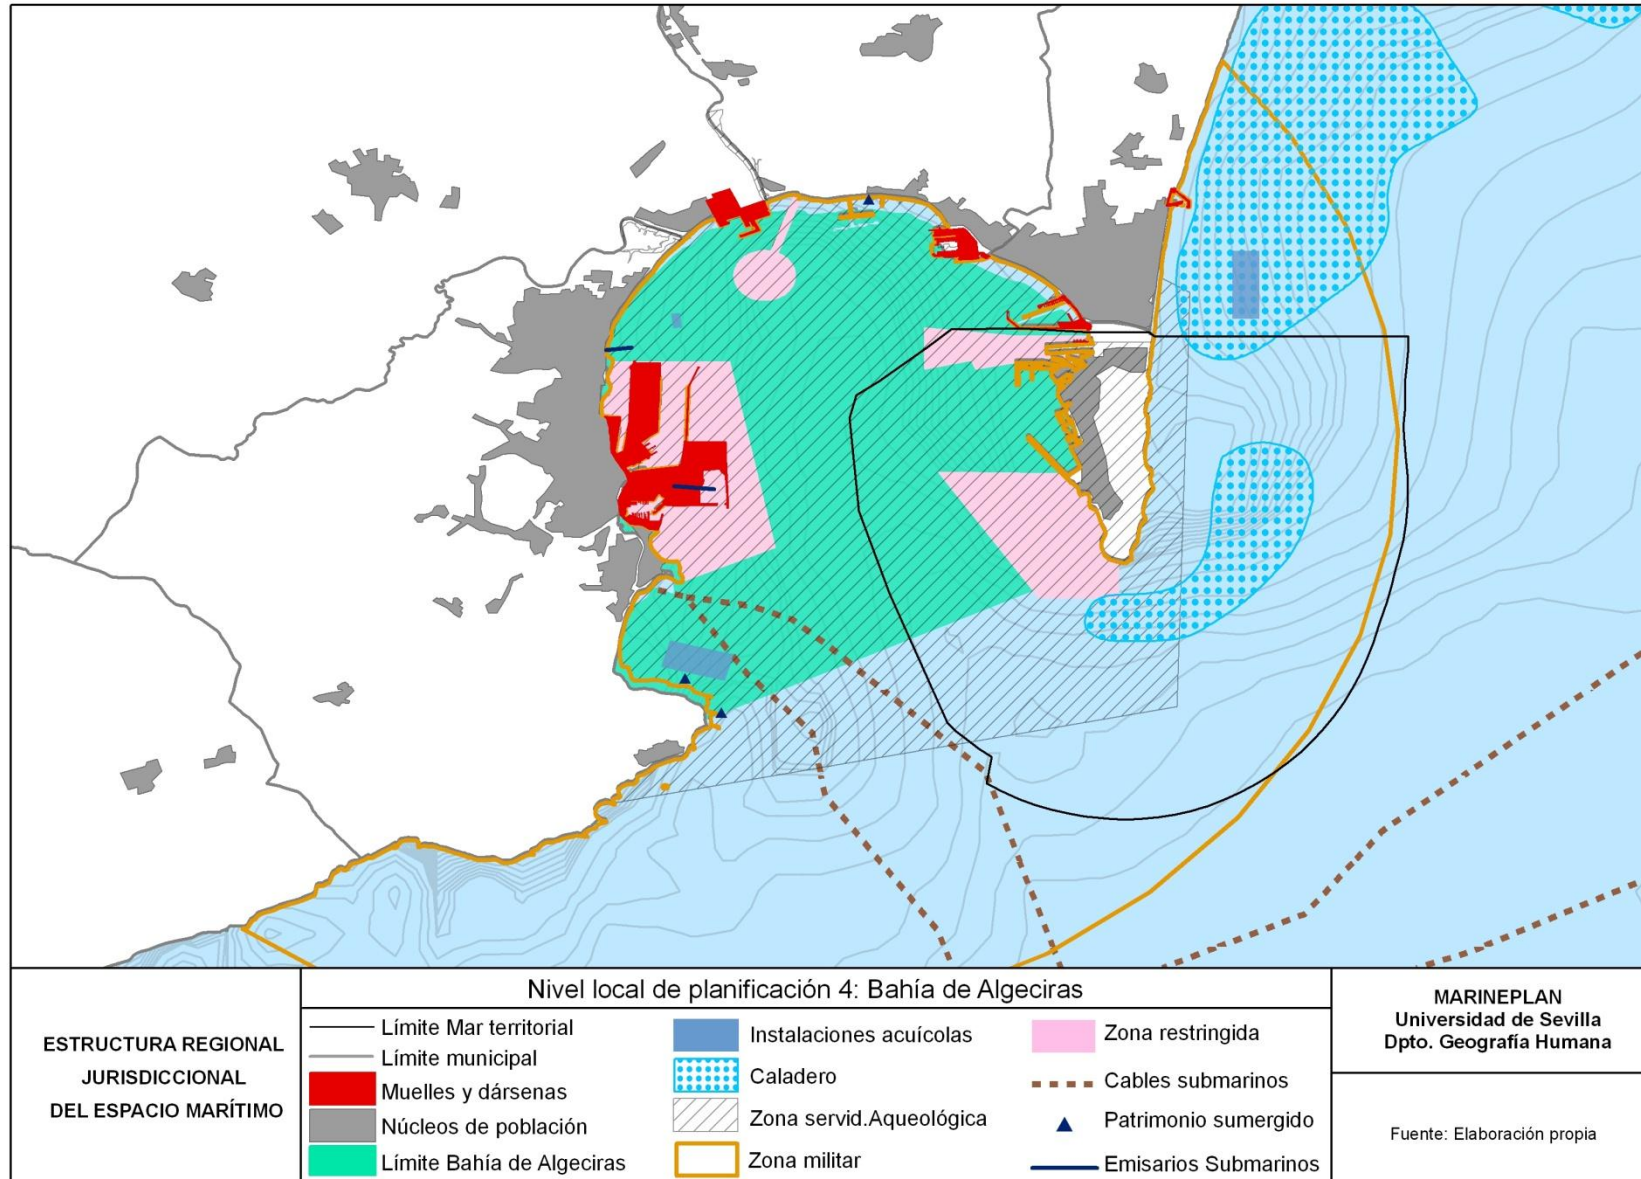 Nivel local de planificación 4: Bahía de Algeciras
ESTRUCTURA REGIONAL
JURISDICCIONAL
DEL ESPACIO MARÍTIMO
Límite Mar territorial
Límite municipal
Muelles y dársenas
Núcleos de población
Límite Bahía de Algeciras
Instalaciones acuícolas
Caladero
Zona servid.Aqueológica
Zona militar
Zona restringida
Cables submarinos
Patrimonio sumergido
Emisarios Submarinos
MARINEPLAN
Universidad de Sevilla
Dpto. Geografía Humana
Fuente: Elaboración propia